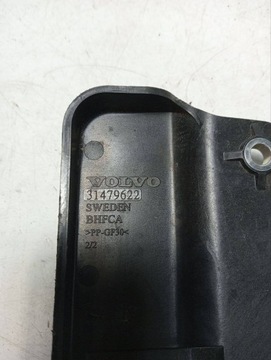 VOLVO
31479622
SWEDEN
BHFCA
>PP-GF30<
2/2